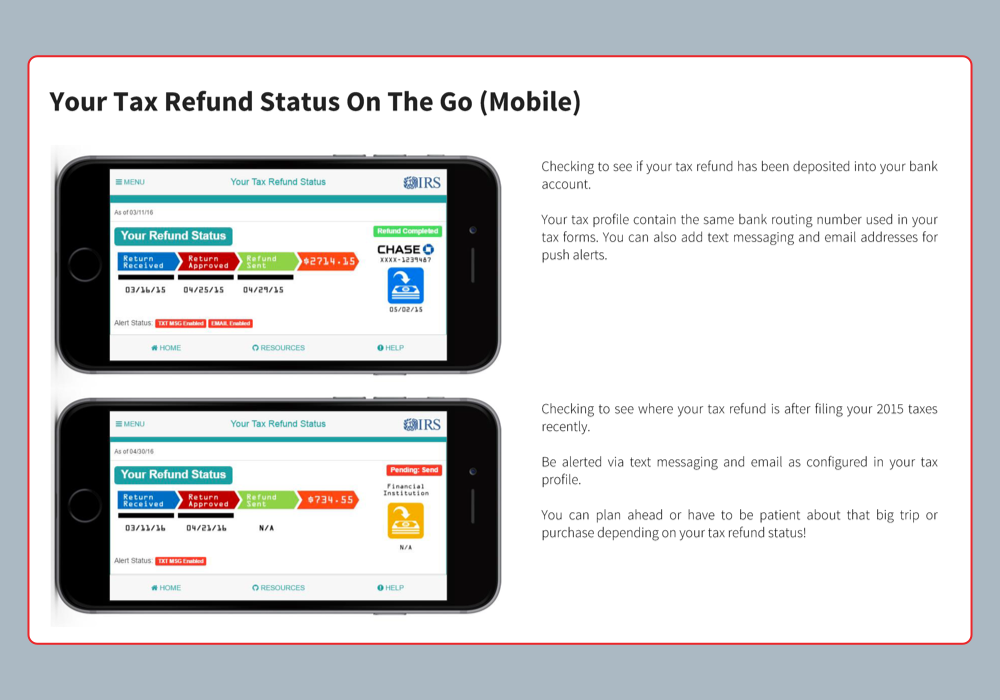 Your Tax Refund Status On The Go (Mobile)
MENU
Your Tax Refund Status
IRS
As of 03/11/16
Your Refund Status
Refund Completed
CHASE
XXXX-1239467
Return Received
Return Approved
Refund Sent
$2714.15
03/16/15
04/25/15
04/29/15
05/02/15
Alert Status: TXT MSG Enabled EMAIL Enabled
HOME
RESOURCES
HELP
Checking to see if your tax refund has been deposited into your bank
account.
Your tax profile contain the same bank routing number used in your
tax forms. You can also add text messaging and email addresses for
push alerts.
MENU
Your Tax Refund Status
IRS
As of 04/30/16
Your Refund Status
Pending: Send
Financial
Institution
Return Received
Return Approved
Refund Sent
$734.55
03/11/16
04/21/16
N/A
N/A
Alert Status: TXT MSG Enabled
HOME
RESOURCES
HELP
Checking to see where your tax refund is after filing your 2015 taxes
recently.
Be alerted via text messaging and email as configured in your tax
profile.
You can plan ahead or have to be patient about that big trip or
purchase depending on your tax refund status!